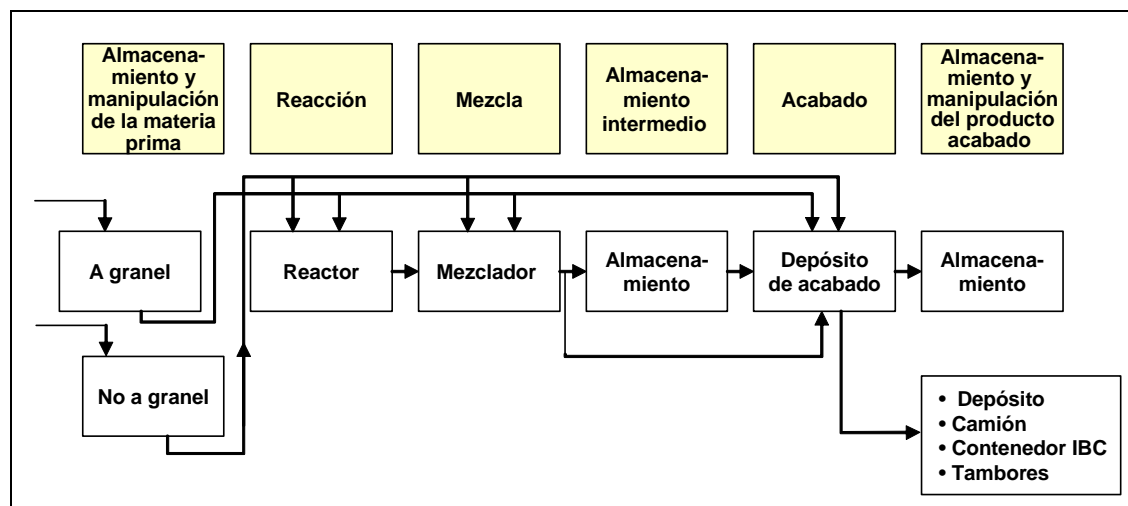 Almacena-
miento y
manipulación
de la materia
prima
Reacción
Mezcla
Almacena-
miento
intermedio
Acabado
Almacena-
miento y
manipulación
del producto
acabado
A granel
Reactor
Mezclador
Almacena-
miento
Depósito
de acabado
Almacena-
miento
No a granel
• Depósito
• Camión
• Contenedor IBC
• Tambores